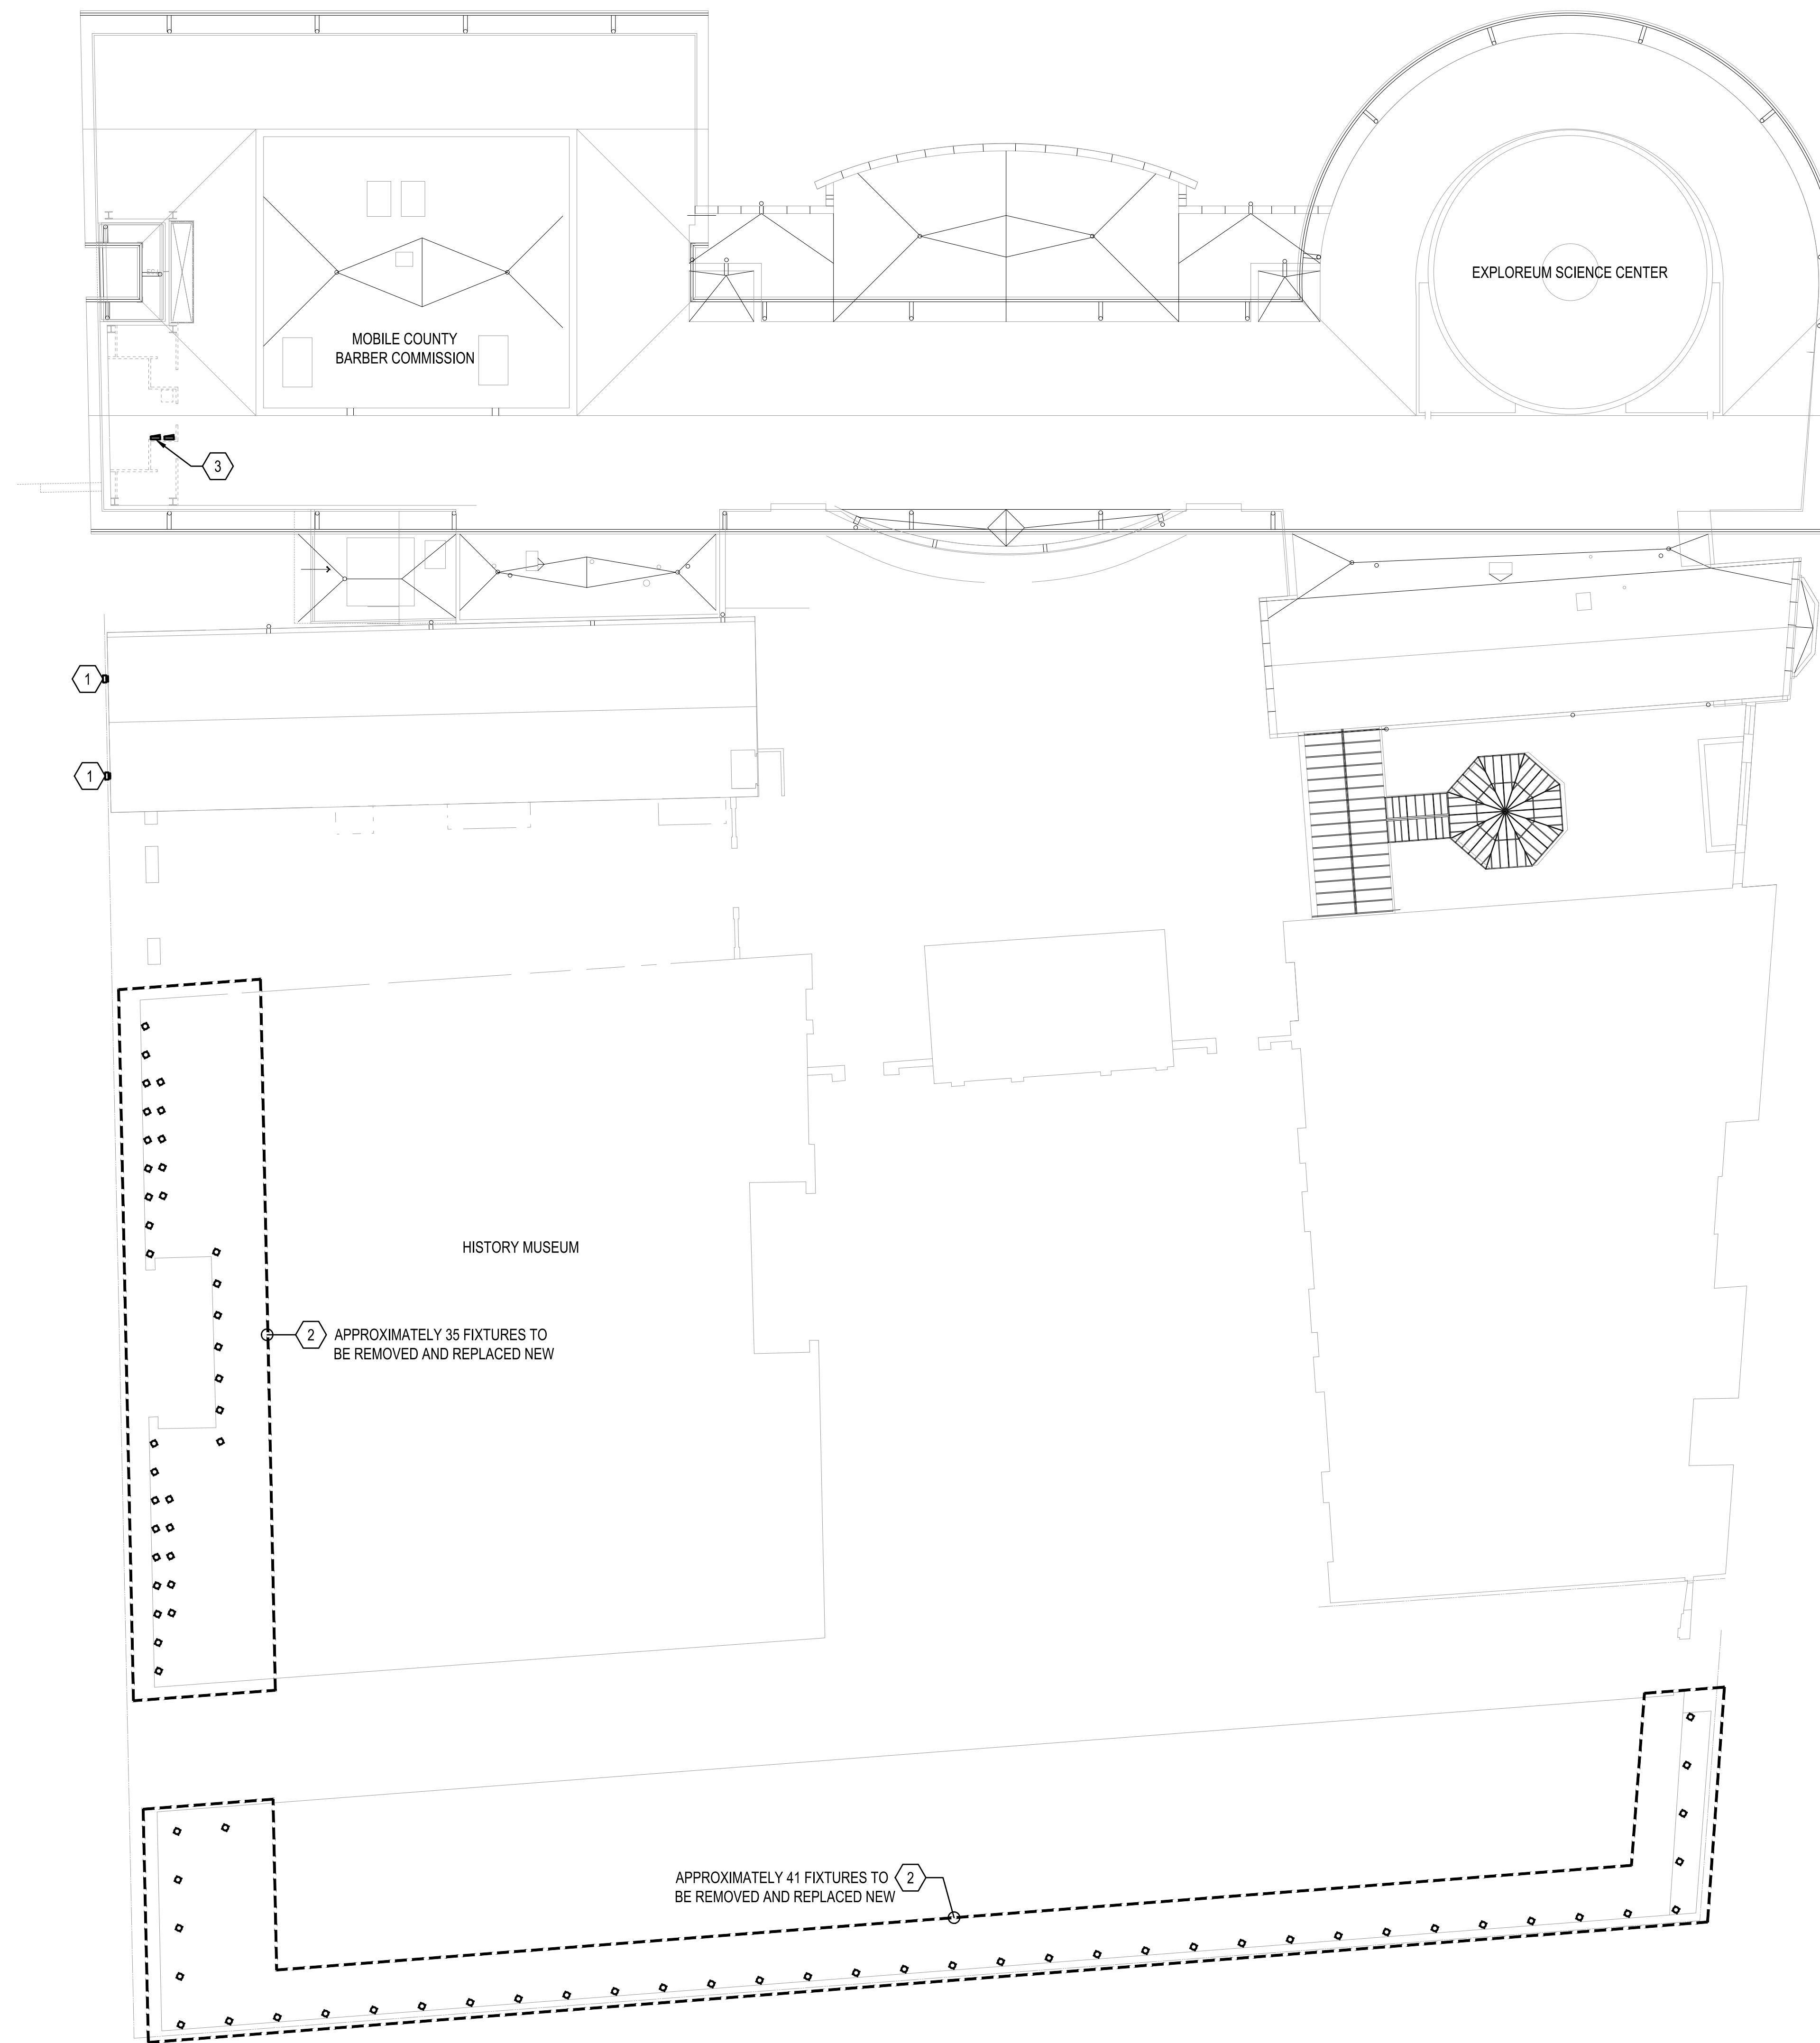 EXPLOREUM SCIENCE CENTER
MOBILE COUNTY
BARBER COMMISSION
3
1
1
HISTORY MUSEUM
2
APPROXIMATELY 35 FIXTURES TO
BE REMOVED AND REPLACED NEW
APPROXIMATELY 41 FIXTURES TO
BE REMOVED AND REPLACED NEW
2